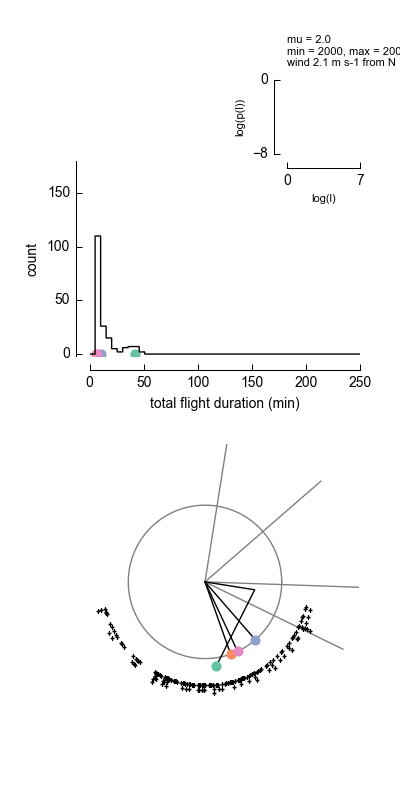 mu = 2.0
min = 2000, max = 200
wind 2.1 m s-1 from N
0
log(p(l))
−8
0 7
log(l)
150
count
100
50
0
0 50 100 150 200 250
total flight duration (min)